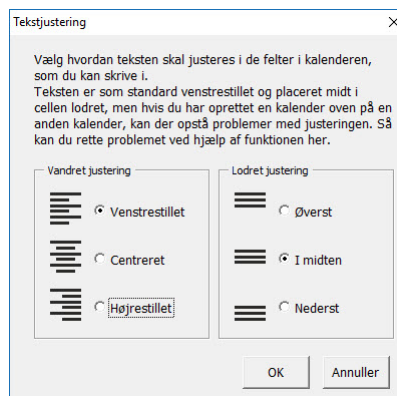 Tekstjustering
Vælg hvordan teksten skal justeres i de felter i kalenderen,
som du kan skrive i.
Teksten er som standard venstrestillet og placeret midt i
cellen lodret, men hvis du har oprettet en kalender oven på en
anden kalender, kan der opstå problemer med justeringen. Så
kan du rette problemet ved hjælp af funktionen her.
Vandret justering
Venstrestillet
Centreret
Højrestillet
Lodret justering
Øverst
I midten
Nederst
OK
Annuller